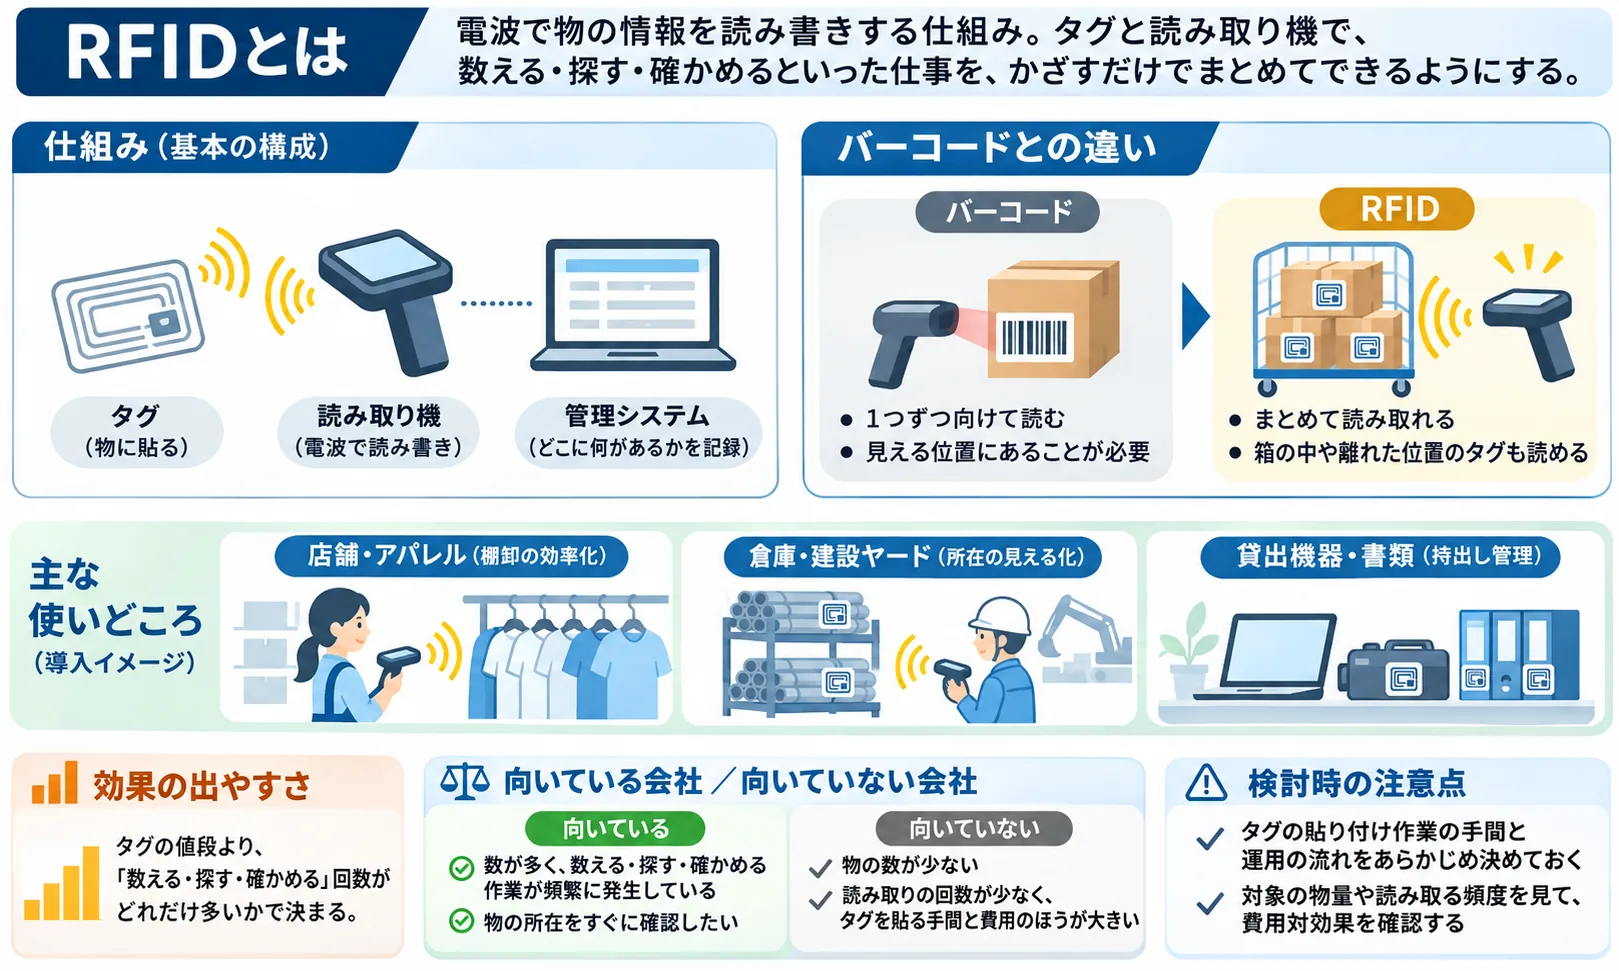 RFIDとは
電波で物の情報を読み書きする仕組み。タグと読み取り機で、
数える・探す・確かめるといった仕事を、かざすだけでまとめてできるようにする。
仕組み（基本の構成）
タグ
（物に貼る）
読み取り機
（電波で読み書き）
管理システム
（どこに何があるかを記録）
バーコードとの違い
バーコード
● 1つずつ向けて読む
● 見える位置にあることが必要
RFID
● まとめて読み取れる
● 箱の中や離れた位置のタグも読める
主な
使いどころ
（導入イメージ）
店舗・アパレル（棚卸の効率化）
倉庫・建設ヤード（所在の見える化）
貸出機器・書類（持出し管理）
効果の出やすさ
タグの値段より、
「数える・探す・確かめる」回数が
どれだけ多いかで決まる。
向いている会社／向いていない会社
向いている
数が多く、数える・探す・確かめる
作業が頻繁に発生している
物の所在をすぐに確認したい
向いていない
物の数が少ない
読み取りの回数が少なく、
タグを貼る手間と費用のほうが大きい
検討時の注意点
タグの貼り付け作業の手間と
運用の流れをあらかじめ決めておく
対象の物量や読み取る頻度を見て、
費用対効果を確認する